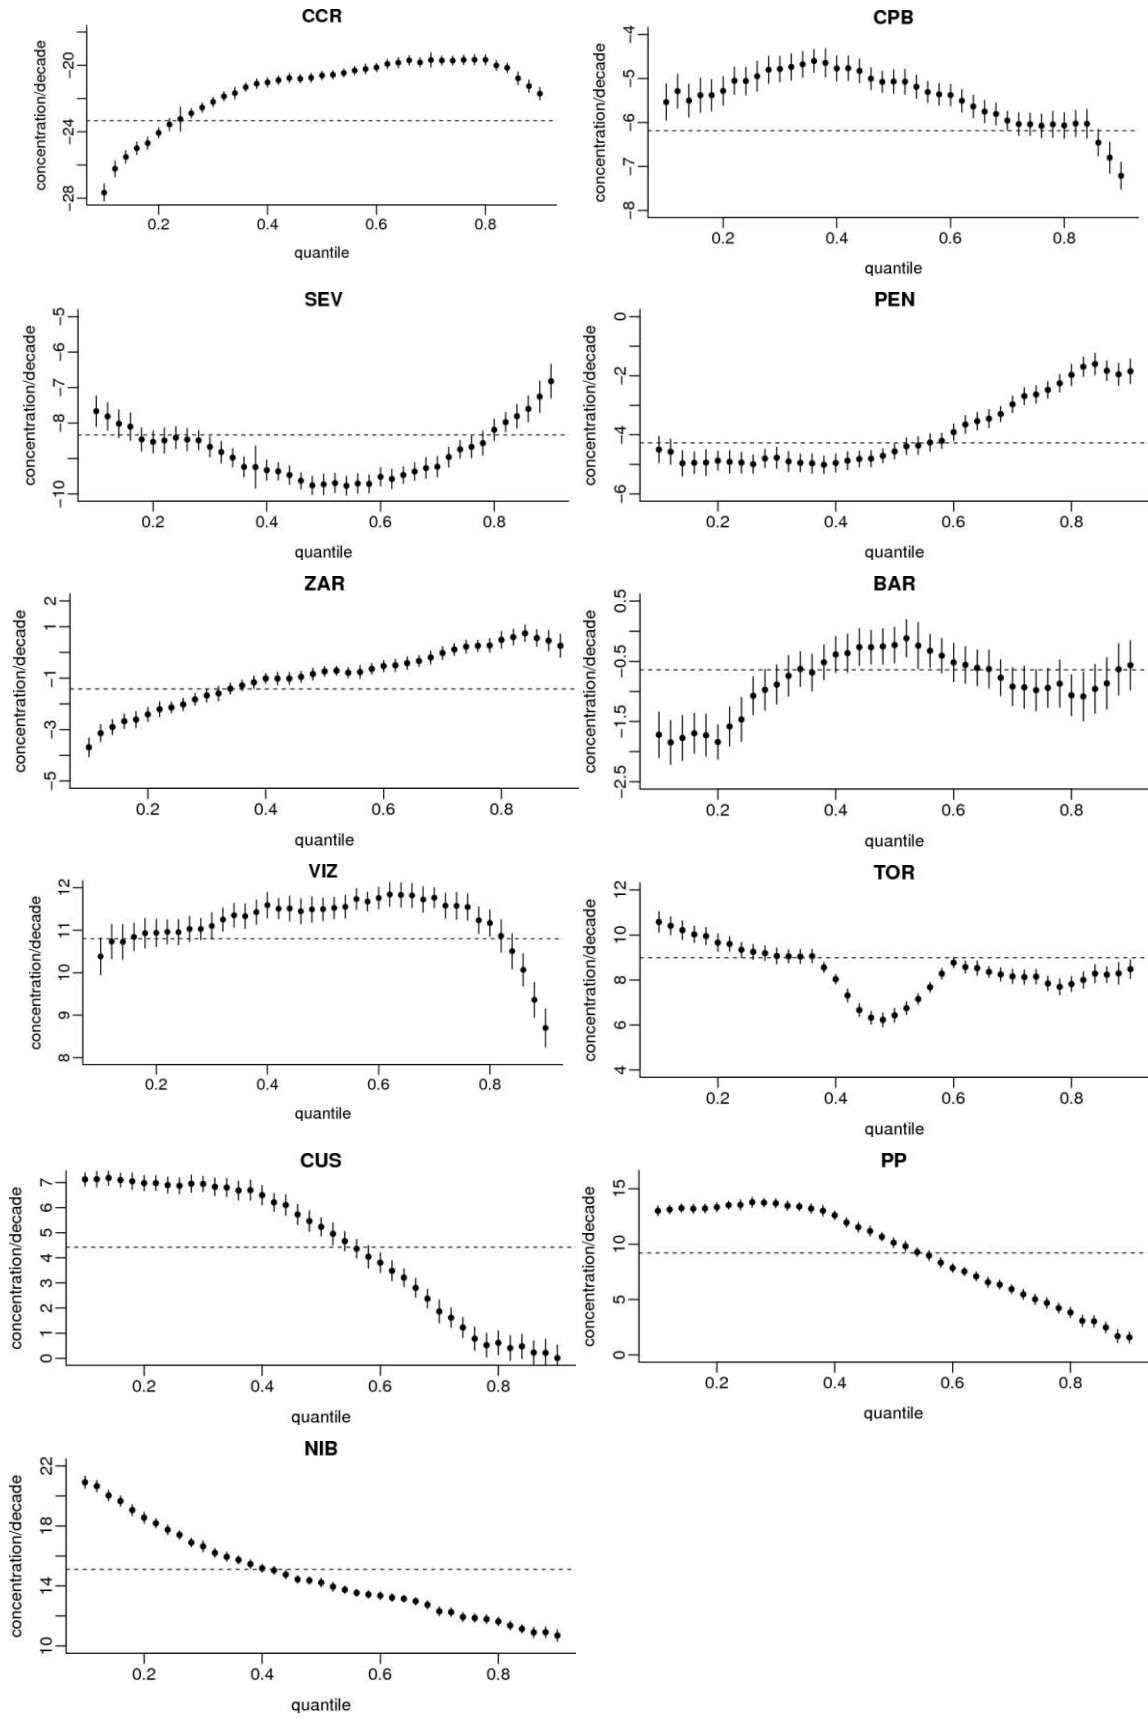 CCR
concentration/decade
-20
-24
-28
0.2 0.4 0.6 0.8
quantile
CPB
concentration/decade
-4
-5
-6
-7
-8
0.2 0.4 0.6 0.8
quantile
SEV
concentration/decade
-5
-6
-7
-8
-10
0.2 0.4 0.6 0.8
quantile
PEN
concentration/decade
0
-2
-4
-6
0.2 0.4 0.6 0.8
quantile
ZAR
concentration/decade
2
1
-1
-3
-5
0.2 0.4 0.6 0.8
quantile
BAR
concentration/decade
0.5
-0.5
-1.5
-2.5
0.2 0.4 0.6 0.8
quantile
VIZ
concentration/decade
12
11
10
9
8
0.2 0.4 0.6 0.8
quantile
TOR
concentration/decade
12
10
8
6
4
0.2 0.4 0.6 0.8
quantile
CUS
concentration/decade
7
6
5
4
3
2
1
0
0.2 0.4 0.6 0.8
quantile
PP
concentration/decade
15
10
5
0
0.2 0.4 0.6 0.8
quantile
NIB
concentration/decade
22
18
14
10
0.2 0.4 0.6 0.8
quantile